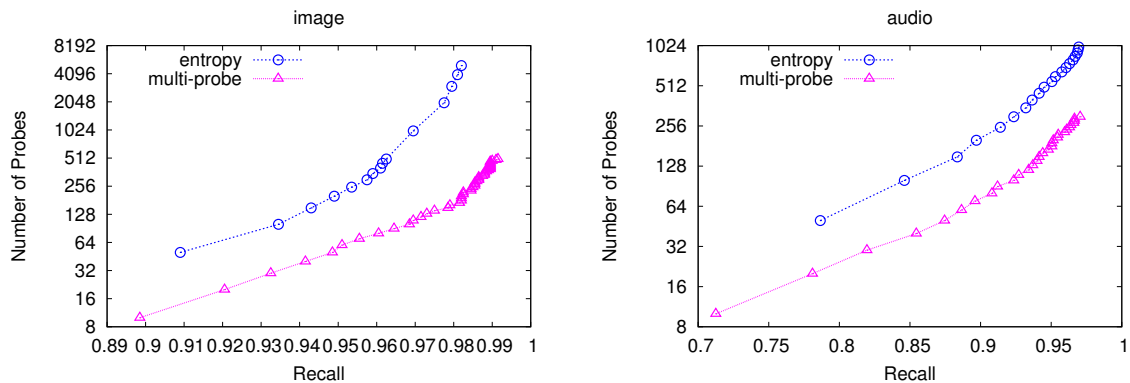 image
Number of Probes
8192
4096
2048
1024
512
256
128
64
32
16
8
entropy
multi-probe
0.89 0.9 0.91 0.92 0.93 0.94 0.95 0.96 0.97 0.98 0.99 1
Recall
audio
Number of Probes
1024
512
256
128
64
32
16
8
entropy
multi-probe
0.7 0.75 0.8 0.85 0.9 0.95 1
Recall